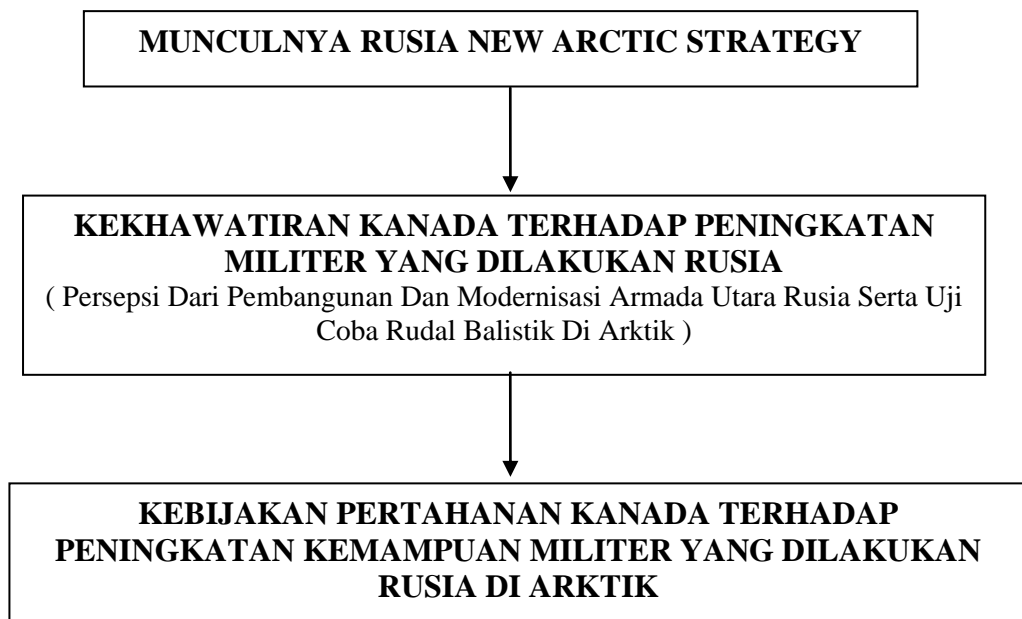 MUNCULNYA RUSIA NEW ARCTIC STRATEGY
KEKHAWATIRAN KANADA TERHADAP PENINGKATAN
MILITER YANG DILAKUKAN RUSIA
( Persepsi Dari Pembangunan Dan Modernisasi Armada Utara Rusia Serta Uji
Coba Rudal Balistik Di Arktik )
KEBIJAKAN PERTAHANAN KANADA TERHADAP
PENINGKATAN KEMAMPUAN MILITER YANG DILAKUKAN
RUSIA DI ARKTIK